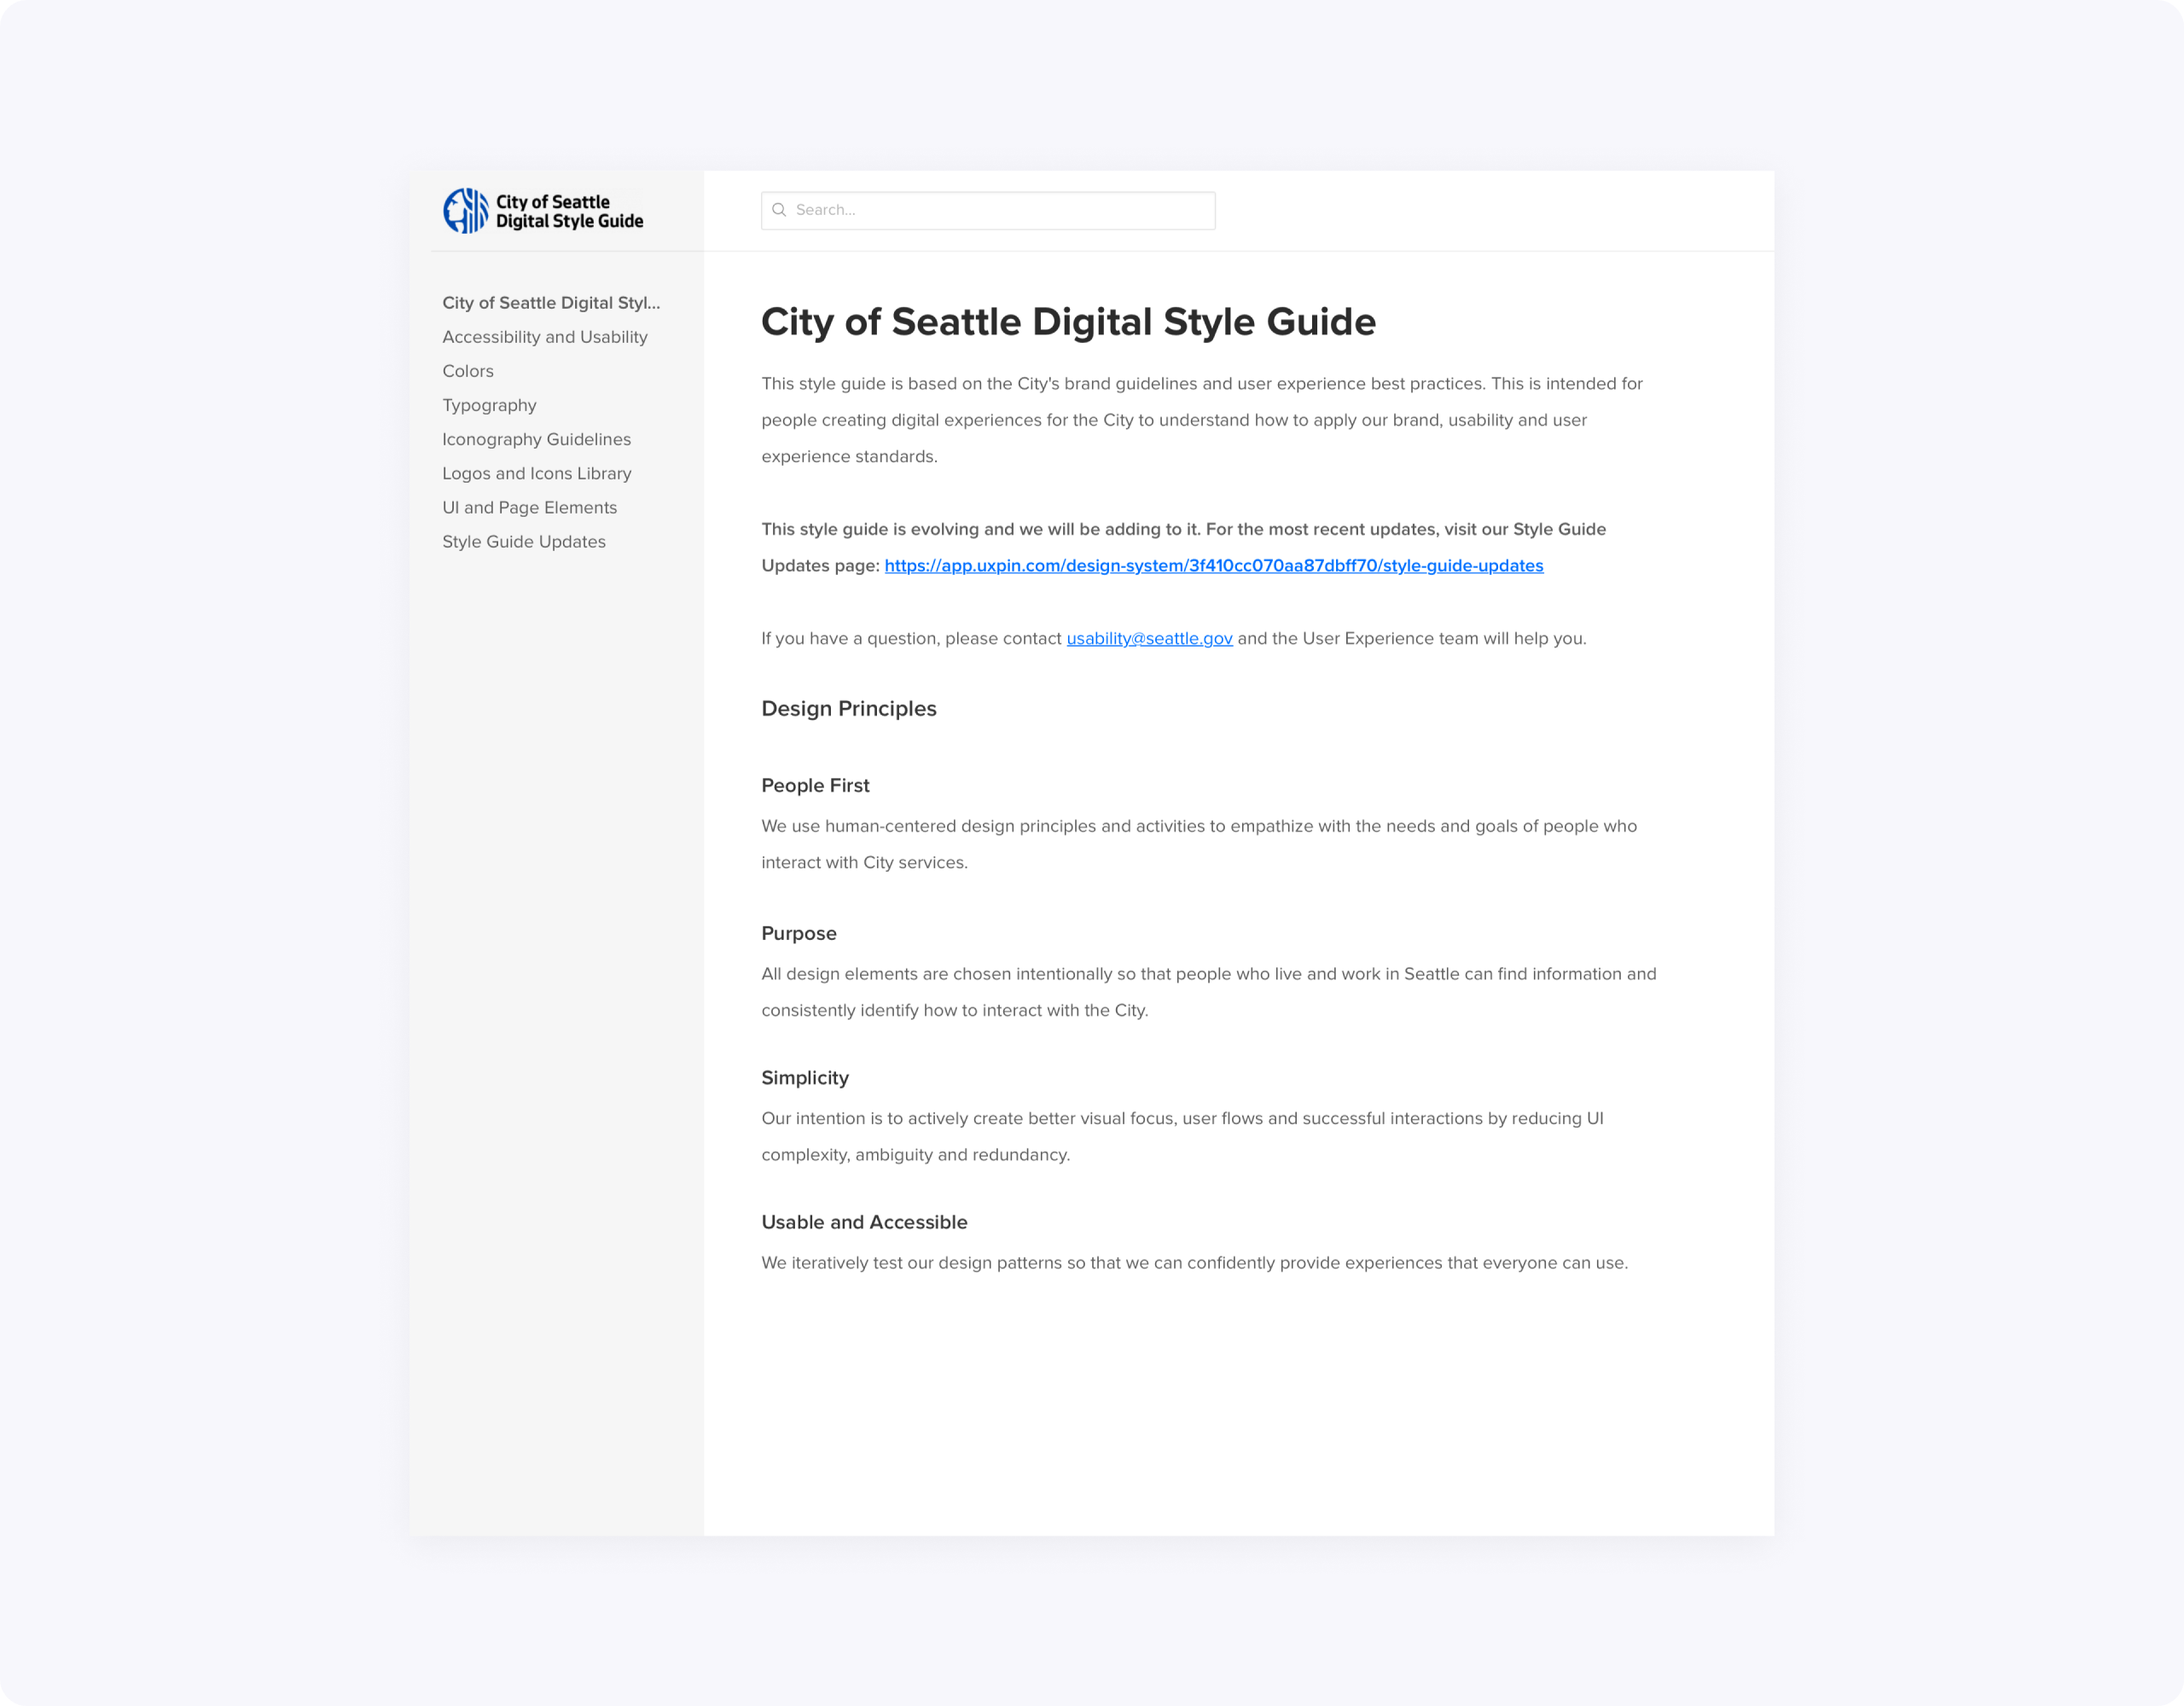 City of Seattle
Digital Style Guide
Search...
City of Seattle Digital Styl...
Accessibility and Usability
Colors
Typography
Iconography Guidelines
Logos and Icons Library
UI and Page Elements
Style Guide Updates
City of Seattle Digital Style Guide
This style guide is based on the City's brand guidelines and user experience best practices. This is intended for
people creating digital experiences for the City to understand how to apply our brand, usability and user
experience standards.
This style guide is evolving and we will be adding to it. For the most recent updates, visit our Style Guide
Updates page: https://app.uxpin.com/design-system/3f410cc070aa87dbff70/style-guide-updates
If you have a question, please contact usability@seattle.gov and the User Experience team will help you.
Design Principles
People First
We use human-centered design principles and activities to empathize with the needs and goals of people who
interact with City services.
Purpose
All design elements are chosen intentionally so that people who live and work in Seattle can find information and
consistently identify how to interact with the City.
Simplicity
Our intention is to actively create better visual focus, user flows and successful interactions by reducing UI
complexity, ambiguity and redundancy.
Usable and Accessible
We iteratively test our design patterns so that we can confidently provide experiences that everyone can use.